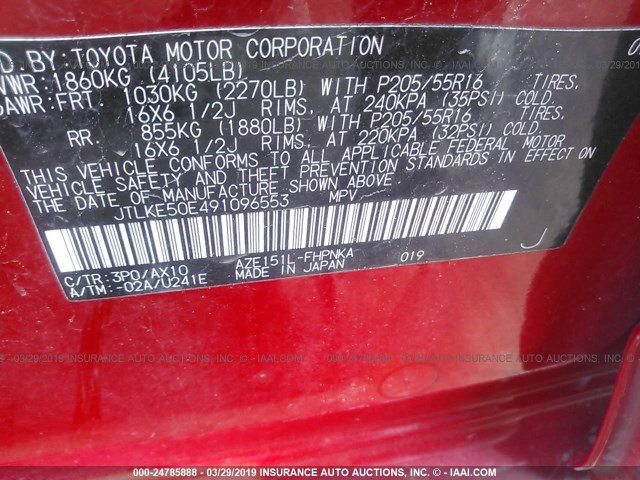 D BY: TOYOTA MOTOR CORPORATION 0
VWR: 1860KG (4105LB)
GAWR: FRT. 1030KG (2270LB) WITH P205/55R16 TIRES,
16X6 1/2J RIMS, AT 240KPA (35PSI) COLD.
RR. 855KG (1880LB) WITH P205/55R16 TIRES,
16X6 1/2J RIMS, AT 220KPA (32PSI) COLD.
THIS VEHICLE CONFORMS TO ALL APPLICABLE FEDERAL MOTOR
VEHICLE SAFETY AND THEFT PREVENTION STANDARDS IN EFFECT ON
THE DATE OF MANUFACTURE SHOWN ABOVE.
JTLKE50E491096553 MPV
J
C/TR: 3P0/AX10 AZE151L-FHPNKA 019
A/TM: -02A/U241E MADE IN JAPAN
000-24785888 - 03/29/2019 INSURANCE AUTO AUCTIONS, INC. © - IAAI.COM